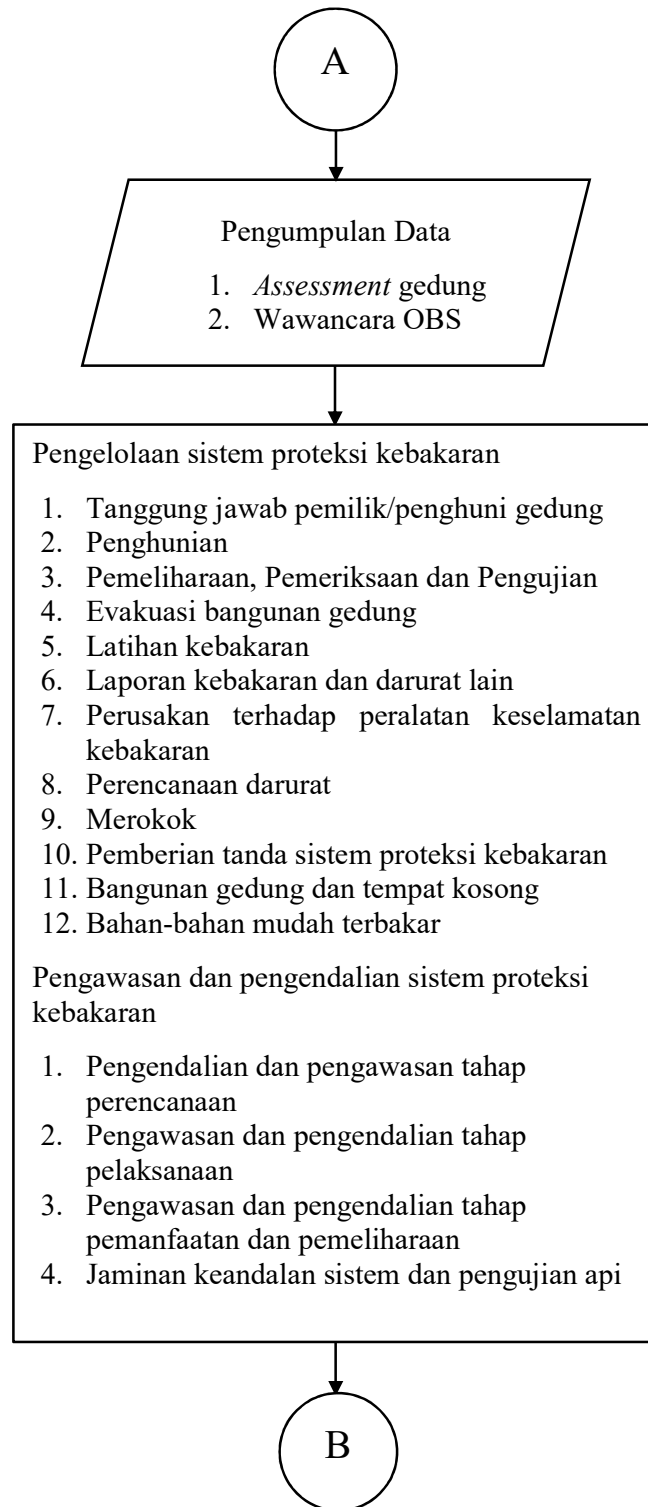 A
Pengumpulan Data
1. Assessment gedung
2. Wawancara OBS
Pengelolaan sistem proteksi kebakaran
1. Tanggung jawab pemilik/penghuni gedung
2. Penghunian
3. Pemeliharaan, Pemeriksaan dan Pengujian
4. Evakuasi bangunan gedung
5. Latihan kebakaran
6. Laporan kebakaran dan darurat lain
7. Perusakan terhadap peralatan keselamatan
kebakaran
8. Perencanaan darurat
9. Merokok
10. Pemberian tanda sistem proteksi kebakaran
11. Bangunan gedung dan tempat kosong
12. Bahan-bahan mudah terbakar
Pengawasan dan pengendalian sistem proteksi
kebakaran
1. Pengendalian dan pengawasan tahap
perencanaan
2. Pengawasan dan pengendalian tahap
pelaksanaan
3. Pengawasan dan pengendalian tahap
pemanfaatan dan pemeliharaan
4. Jaminan keandalan sistem dan pengujian api
B